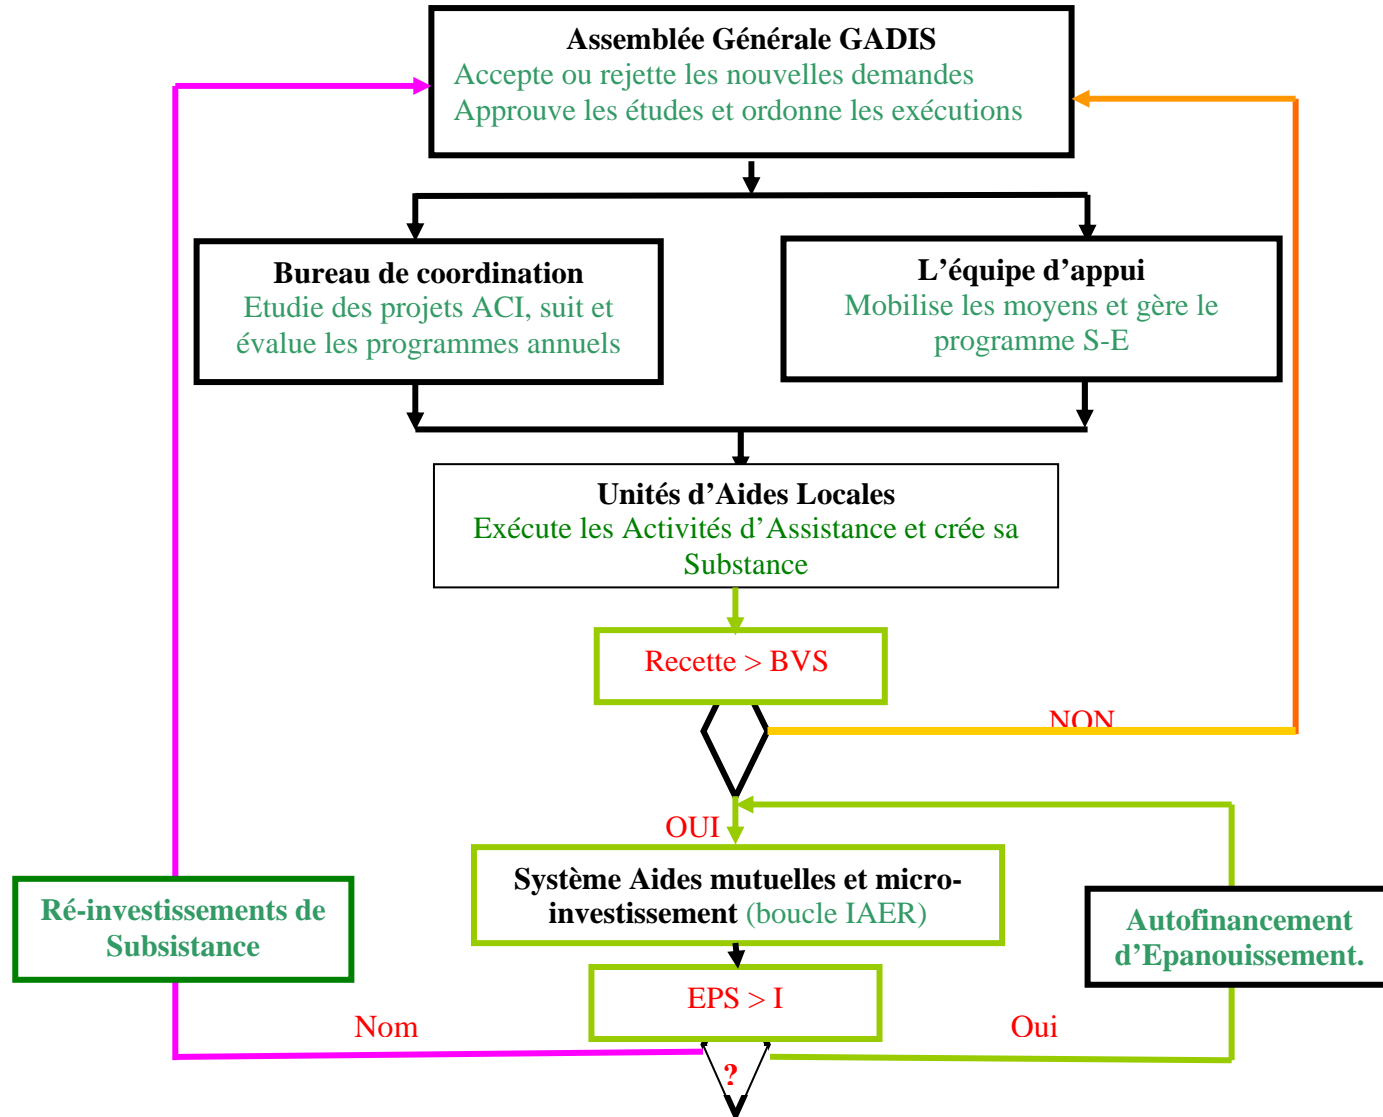 Assemblée Générale GADIS
Accepte ou rejette les nouvelles demandes
Approuve les études et ordonne les exécutions
Bureau de coordination
Etudie des projets ACI, suit et
évalue les programmes annuels
L’équipe d’appui
Mobilise les moyens et gère le
programme S-E
Unités d’Aides Locales
Exécute les Activités d’Assistance et crée sa
Substance
Recette > BVS
NON
OUI
Système Aides mutuelles et micro-
investissement (boucle IAER)
Ré-investissements de
Subsistance
Autofinancement
d’Epanouissement.
EPS > I
Nom
Oui
?